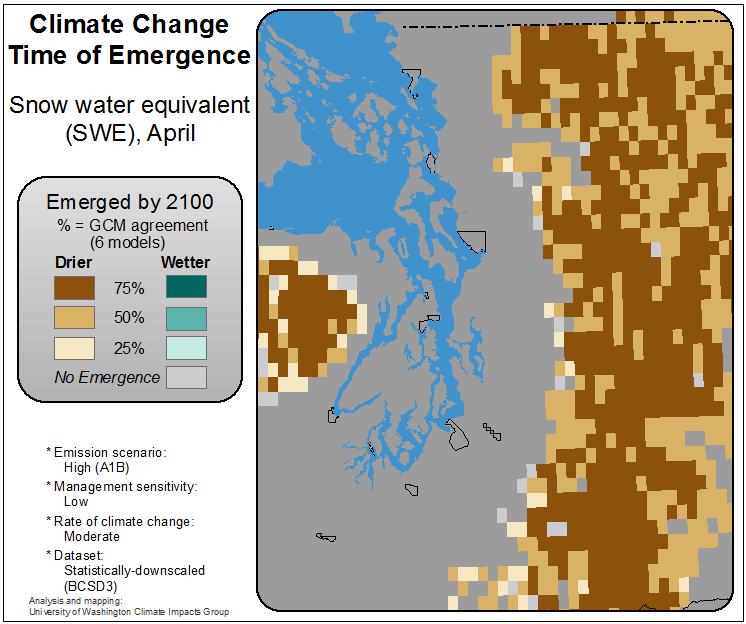 Climate Change
Time of Emergence
Snow water equivalent
(SWE), April
Emerged by 2100
% = GCM agreement
(6 models)
Drier Wetter
75%
50%
25%
No Emergence
* Emission scenario:
High (A1B)
* Management sensitivity:
Low
* Rate of climate change:
Moderate
* Dataset:
Statistically-downscaled
(BCSD3)
Analysis and mapping:
University of Washington Climate Impacts Group